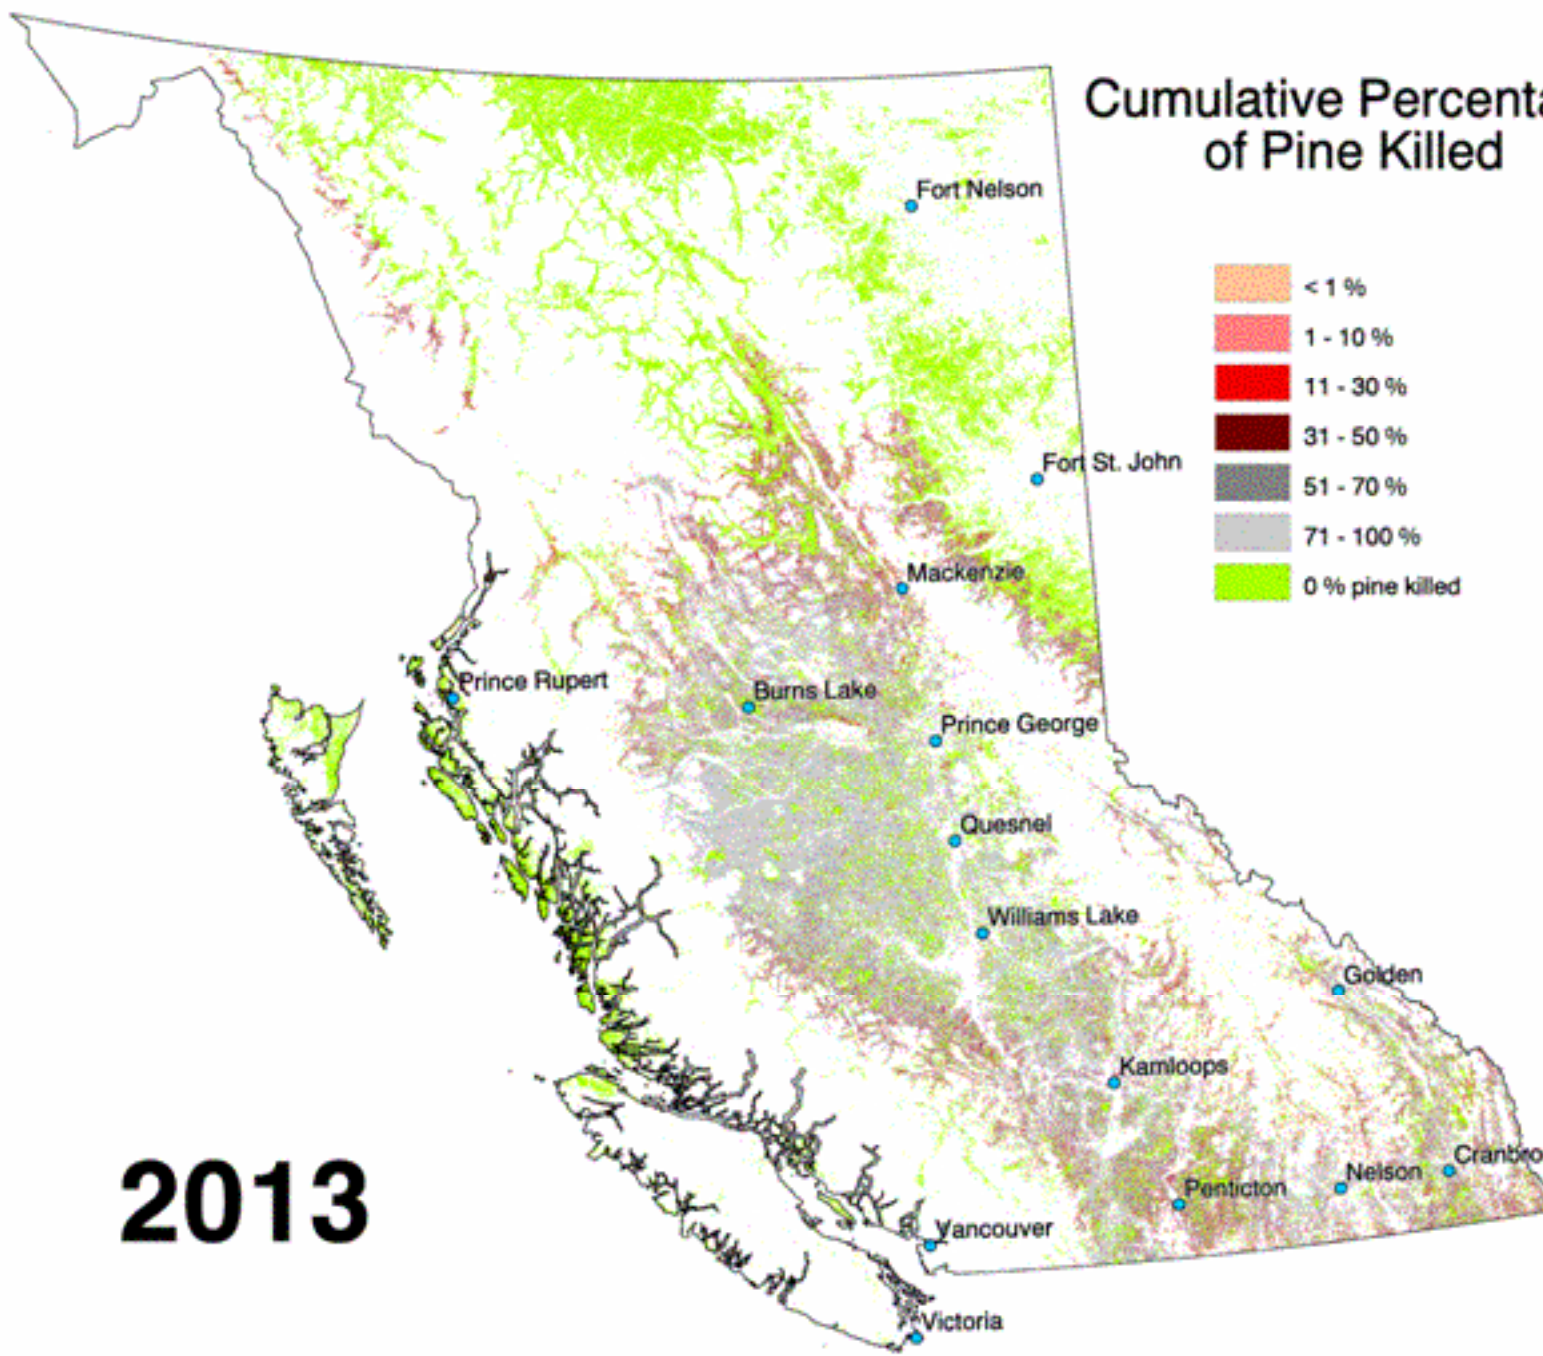 Cumulative Percenta
of Pine Killed
Fort Nelson
< 1 %
1 - 10 %
11 - 30 %
31 - 50 %
51 - 70 %
71 - 100 %
0 % pine killed
Fort St. John
Mackenzie
Prince Rupert
Burns Lake
Prince George
Quesnel
Williams Lake
Golden
Kamloops
Cranbro
Nelson
Penticton
Vancouver
Victoria
2013